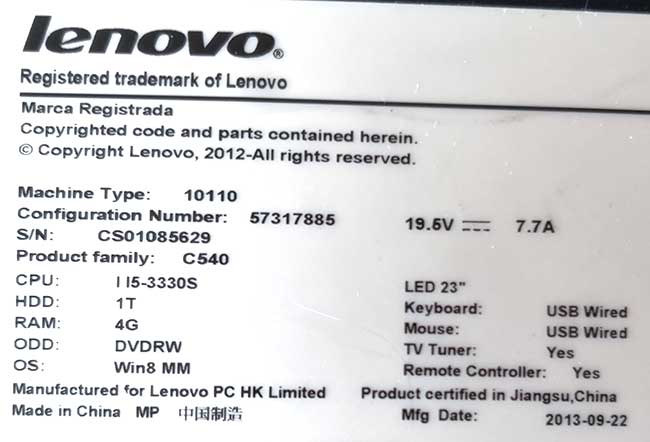 lenovo®
Registered trademark of Lenovo
Marca Registrada
Copyrighted code and parts contained herein.
© Copyright Lenovo, 2012-All rights reserved.
Machine Type: 10110
Configuration Number: 57317885 19.5V ⎓ 7.7A
S/N: CS01085629
Product family: C540
CPU: I I5-3330S LED 23"
HDD: 1T Keyboard: USB Wired
RAM: 4G Mouse: USB Wired
ODD: DVDRW TV Tuner: Yes
OS: Win8 MM Remote Controller: Yes
Manufactured for Lenovo PC HK Limited Product certified in Jiangsu,China
Made in China MP 中国制造 Mfg Date: 2013-09-22